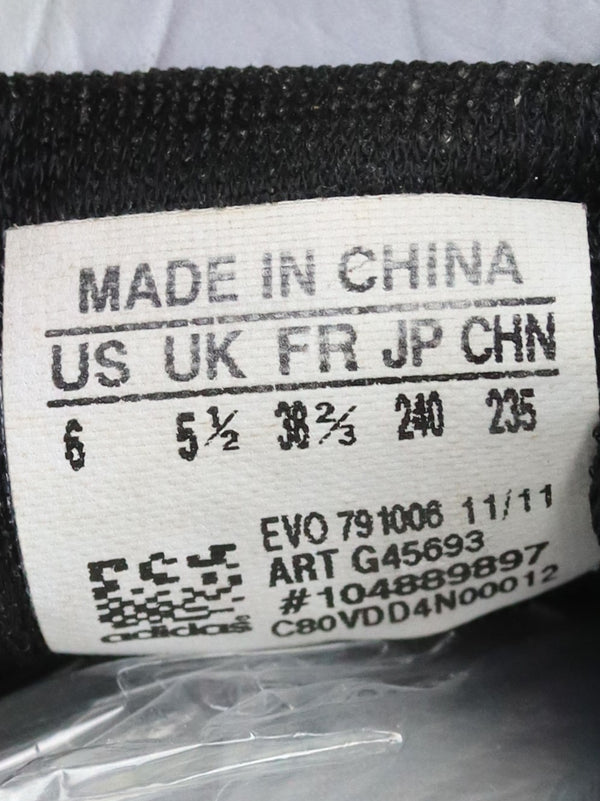 MADE IN CHINA
US UK FR JP CHN
6 5½ 38⅔ 240 235
EVO 791006 11/11
ART G45693
#104889897
C80VDD4N00012
adidas